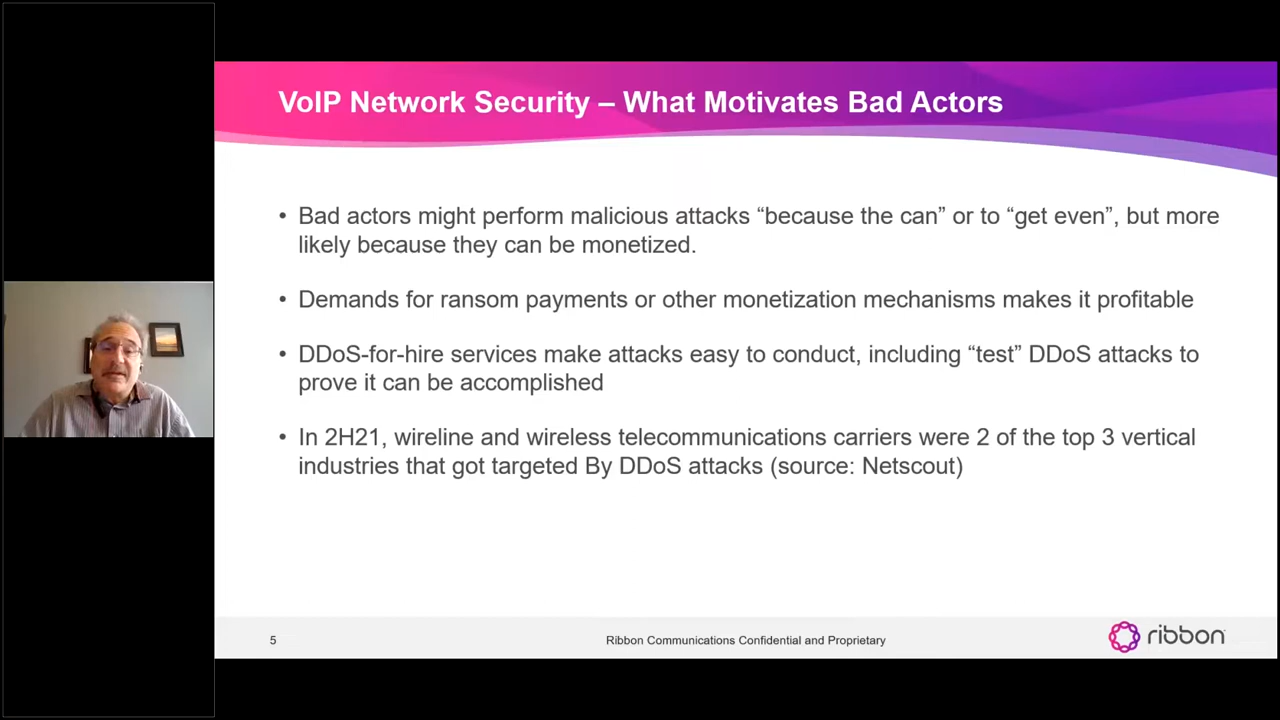 VoIP Network Security – What Motivates Bad Actors
• Bad actors might perform malicious attacks “because the can” or to “get even”, but more
likely because they can be monetized.
• Demands for ransom payments or other monetization mechanisms makes it profitable
• DDoS-for-hire services make attacks easy to conduct, including “test” DDoS attacks to
prove it can be accomplished
• In 2H21, wireline and wireless telecommunications carriers were 2 of the top 3 vertical
industries that got targeted By DDoS attacks (source: Netscout)
5
Ribbon Communications Confidential and Proprietary
ribbon